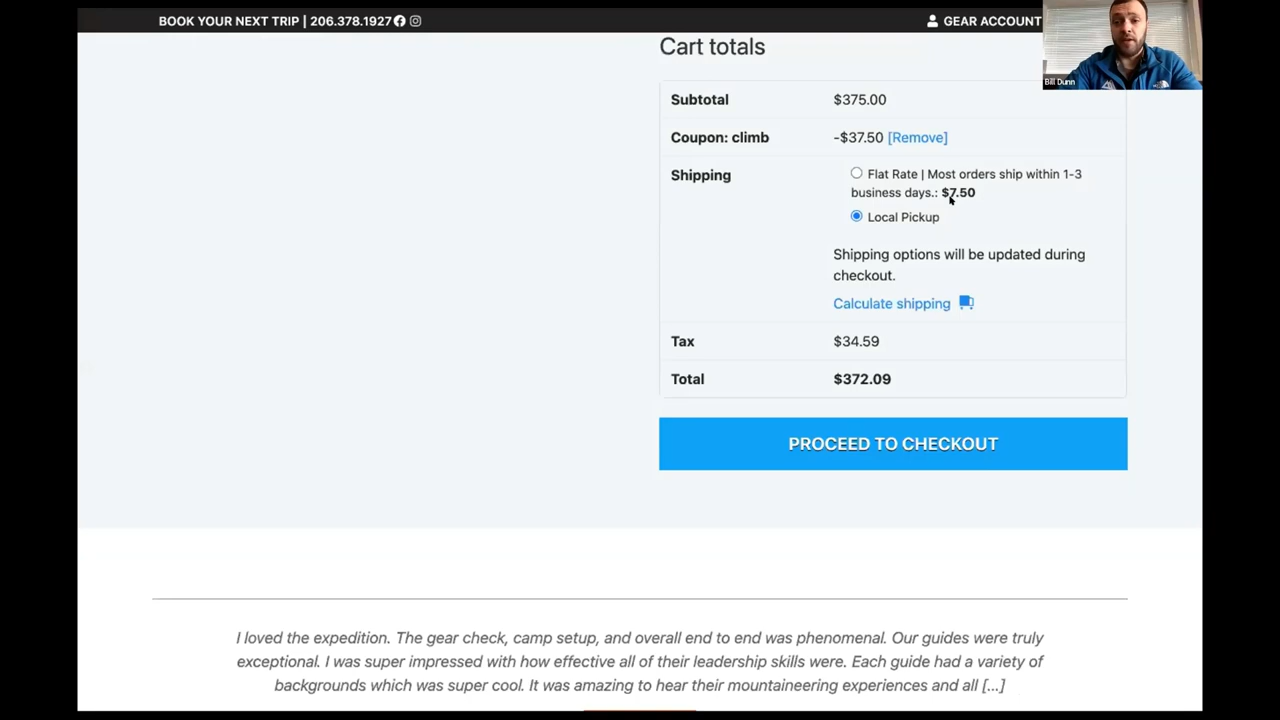 BOOK YOUR NEXT TRIP | 206.378.1927
GEAR ACCOUNT
Bill Dunn
Cart totals
Subtotal $375.00
Coupon: climb -$37.50 [Remove]
Shipping Flat Rate | Most orders ship within 1-3
business days.: $7.50
Local Pickup
Shipping options will be updated during
checkout.
Calculate shipping
Tax $34.59
Total $372.09
PROCEED TO CHECKOUT
I loved the expedition. The gear check, camp setup, and overall end to end was phenomenal. Our guides were truly
exceptional. I was super impressed with how effective all of their leadership skills were. Each guide had a variety of
backgrounds which was super cool. It was amazing to hear their mountaineering experiences and all [...]